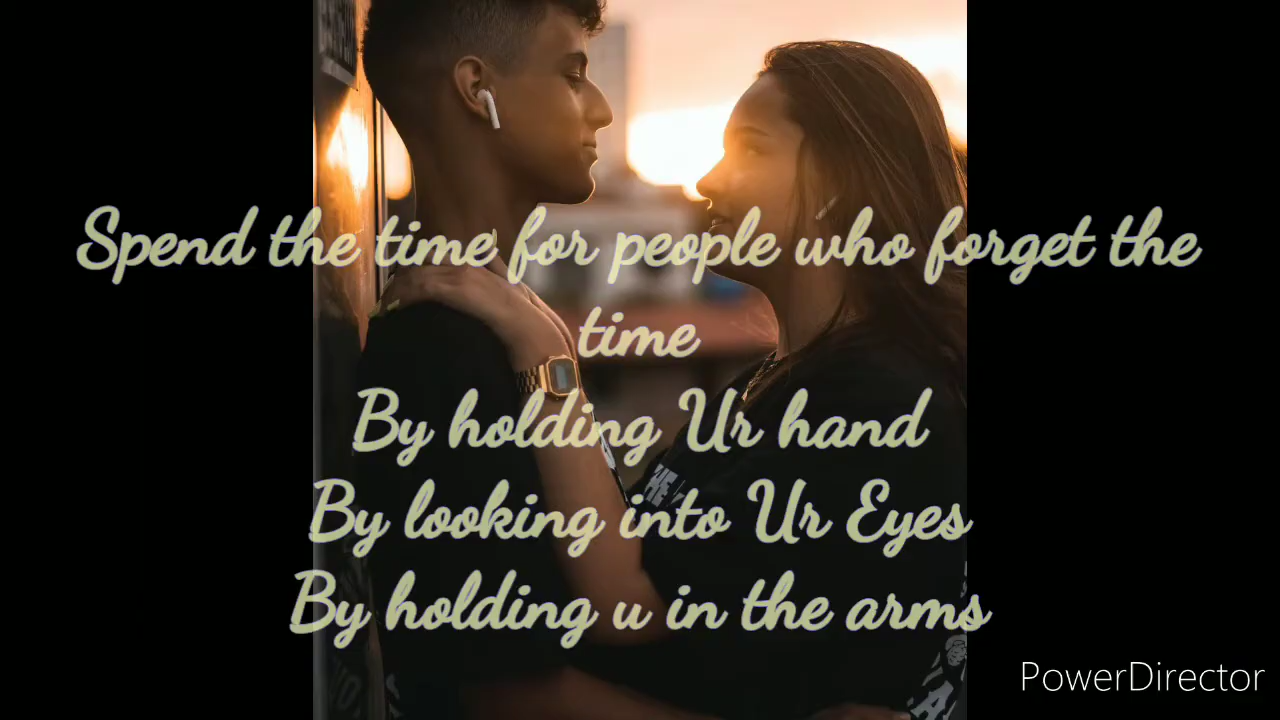 Spend the time for people who forget the
time
By holding Ur hand
By looking into Ur Eyes
By holding u in the arms
PowerDirector